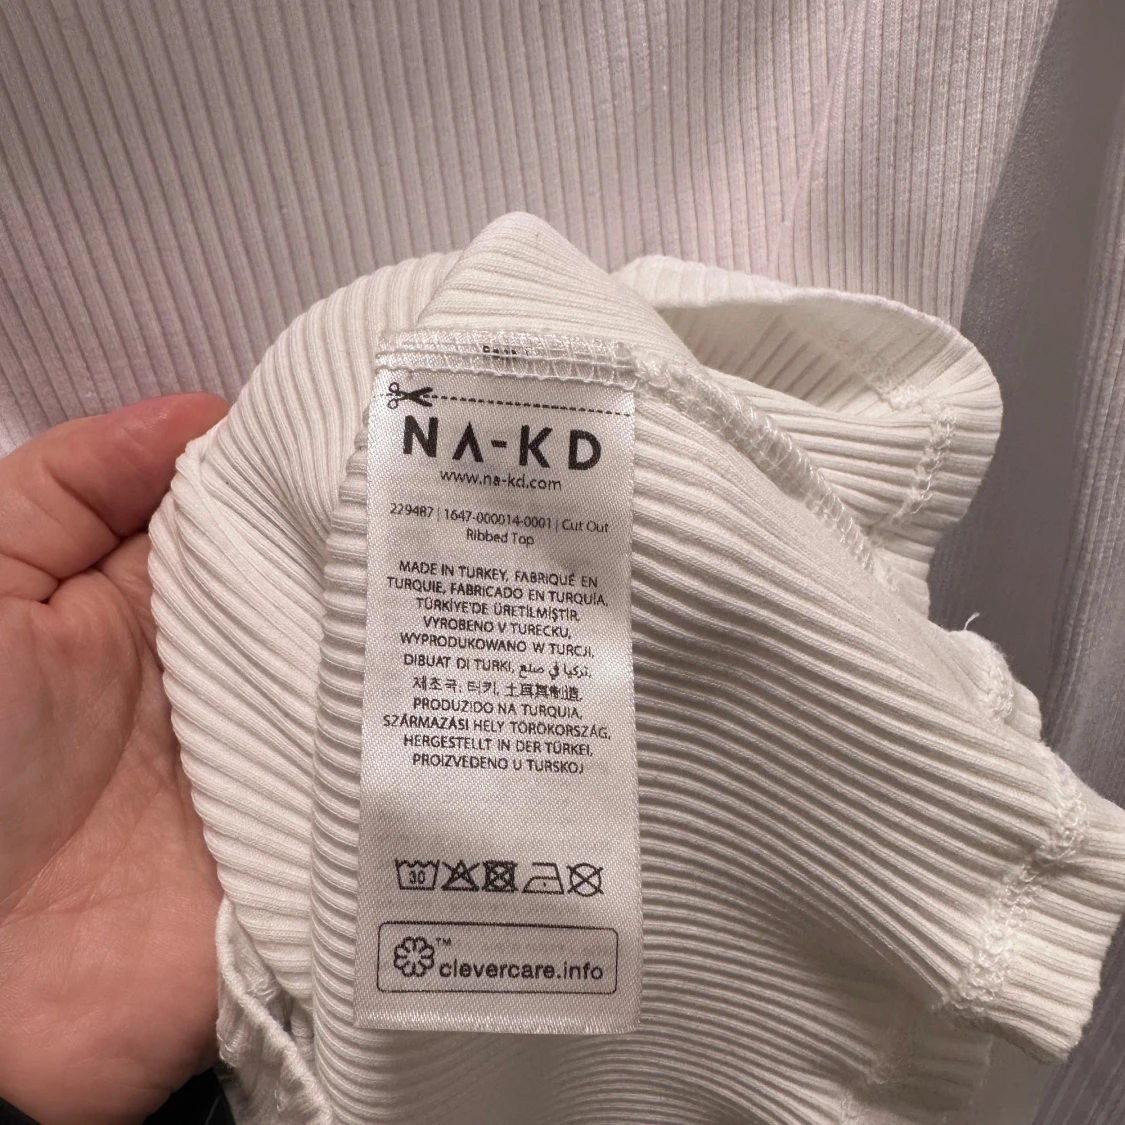 NA-KD
www.na-kd.com
229487 | 1647-000014-0001 | Cut Out
Ribbed Top
MADE IN TURKEY, FABRIQUÉ EN
TURQUIE, FABRICADO EN TURQUÍA,
TÜRKİYE'DE ÜRETİLMİŞTİR,
VYROBENO V TURECKU,
WYPRODUKOWANO W TURCJI,
DIBUAT DI TURKI, تركيا في صنع,
제조국: 터키, 土耳其制造,
PRODUZIDO NA TURQUIA,
SZÁRMAZÁSI HELY TÖRÖKORSZÁG,
HERGESTELLT IN DER TÜRKEI,
PROIZVEDENO U TURSKOJ
30
™
clevercare.info